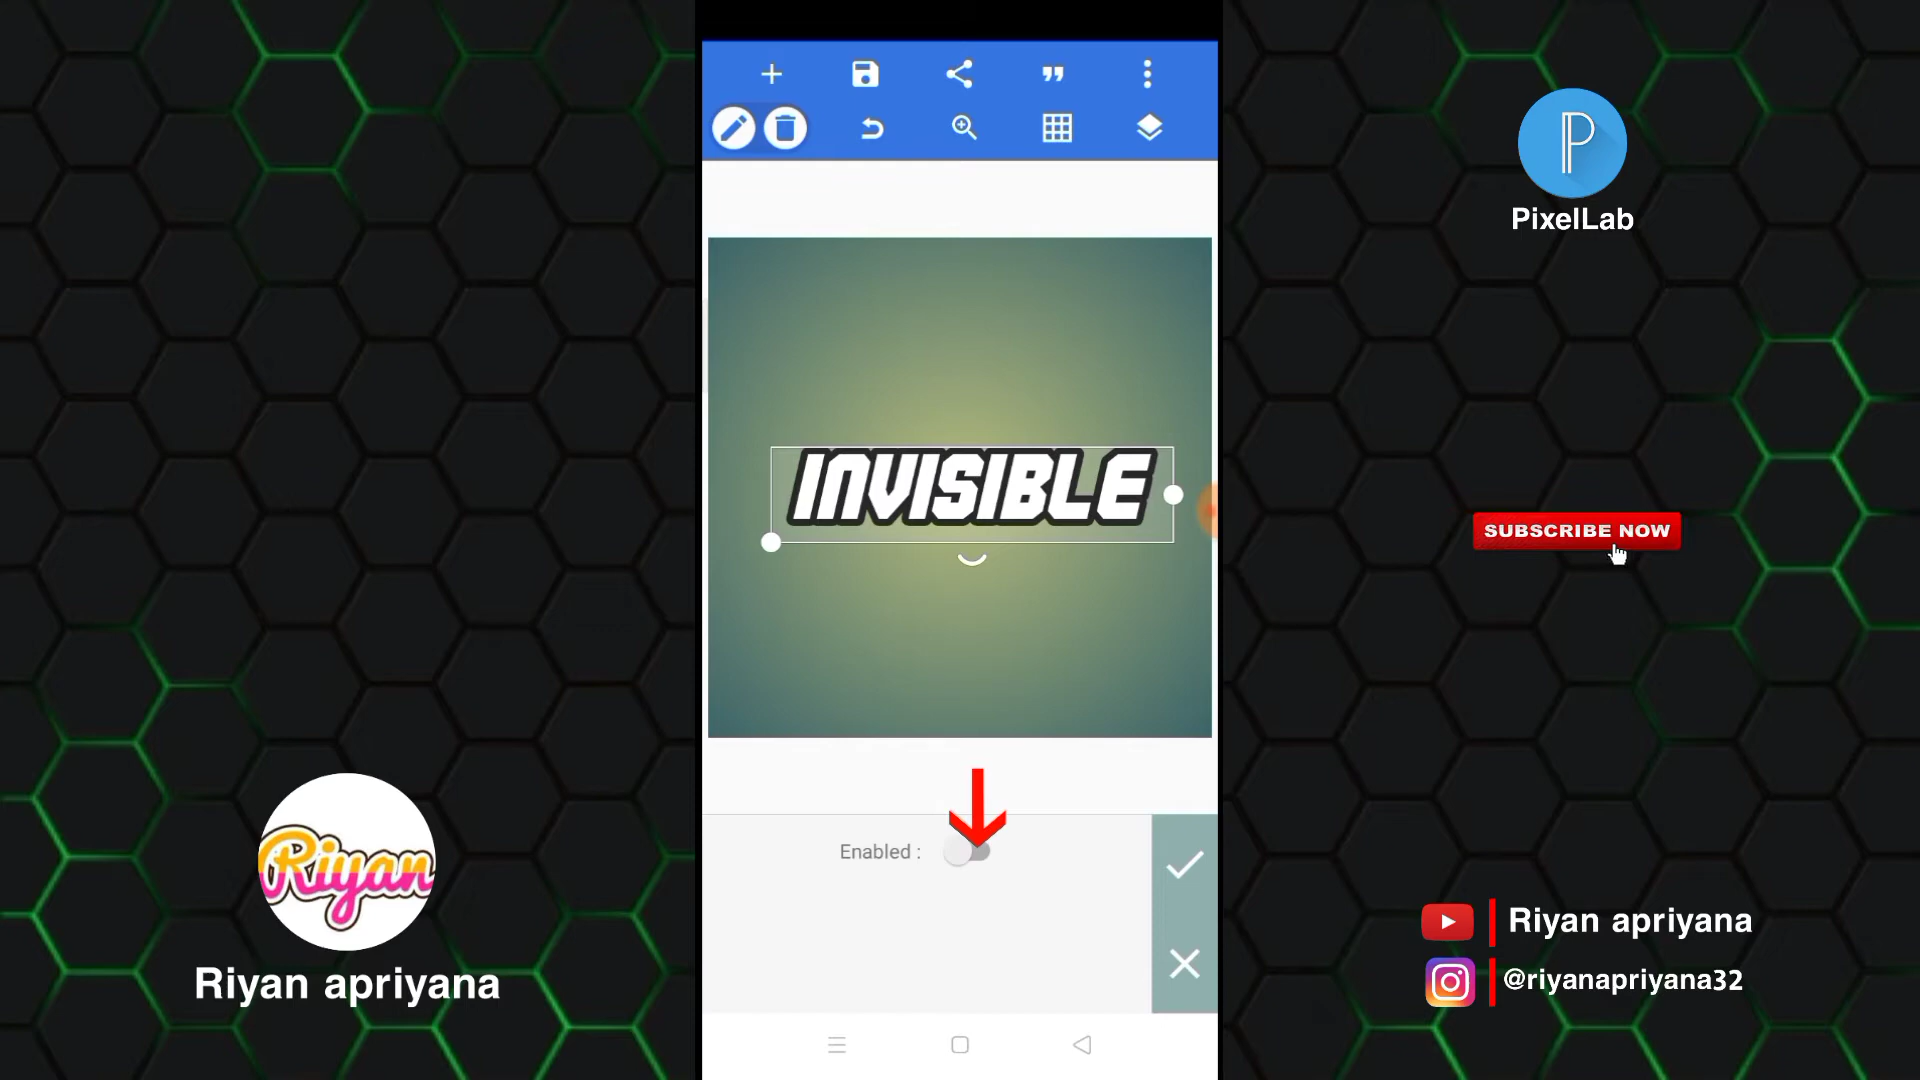 PixelLab
INVISIBLE
SUBSCRIBE NOW
Enabled :
Riyan
Riyan apriyana
Riyan apriyana
@riyanapriyana32